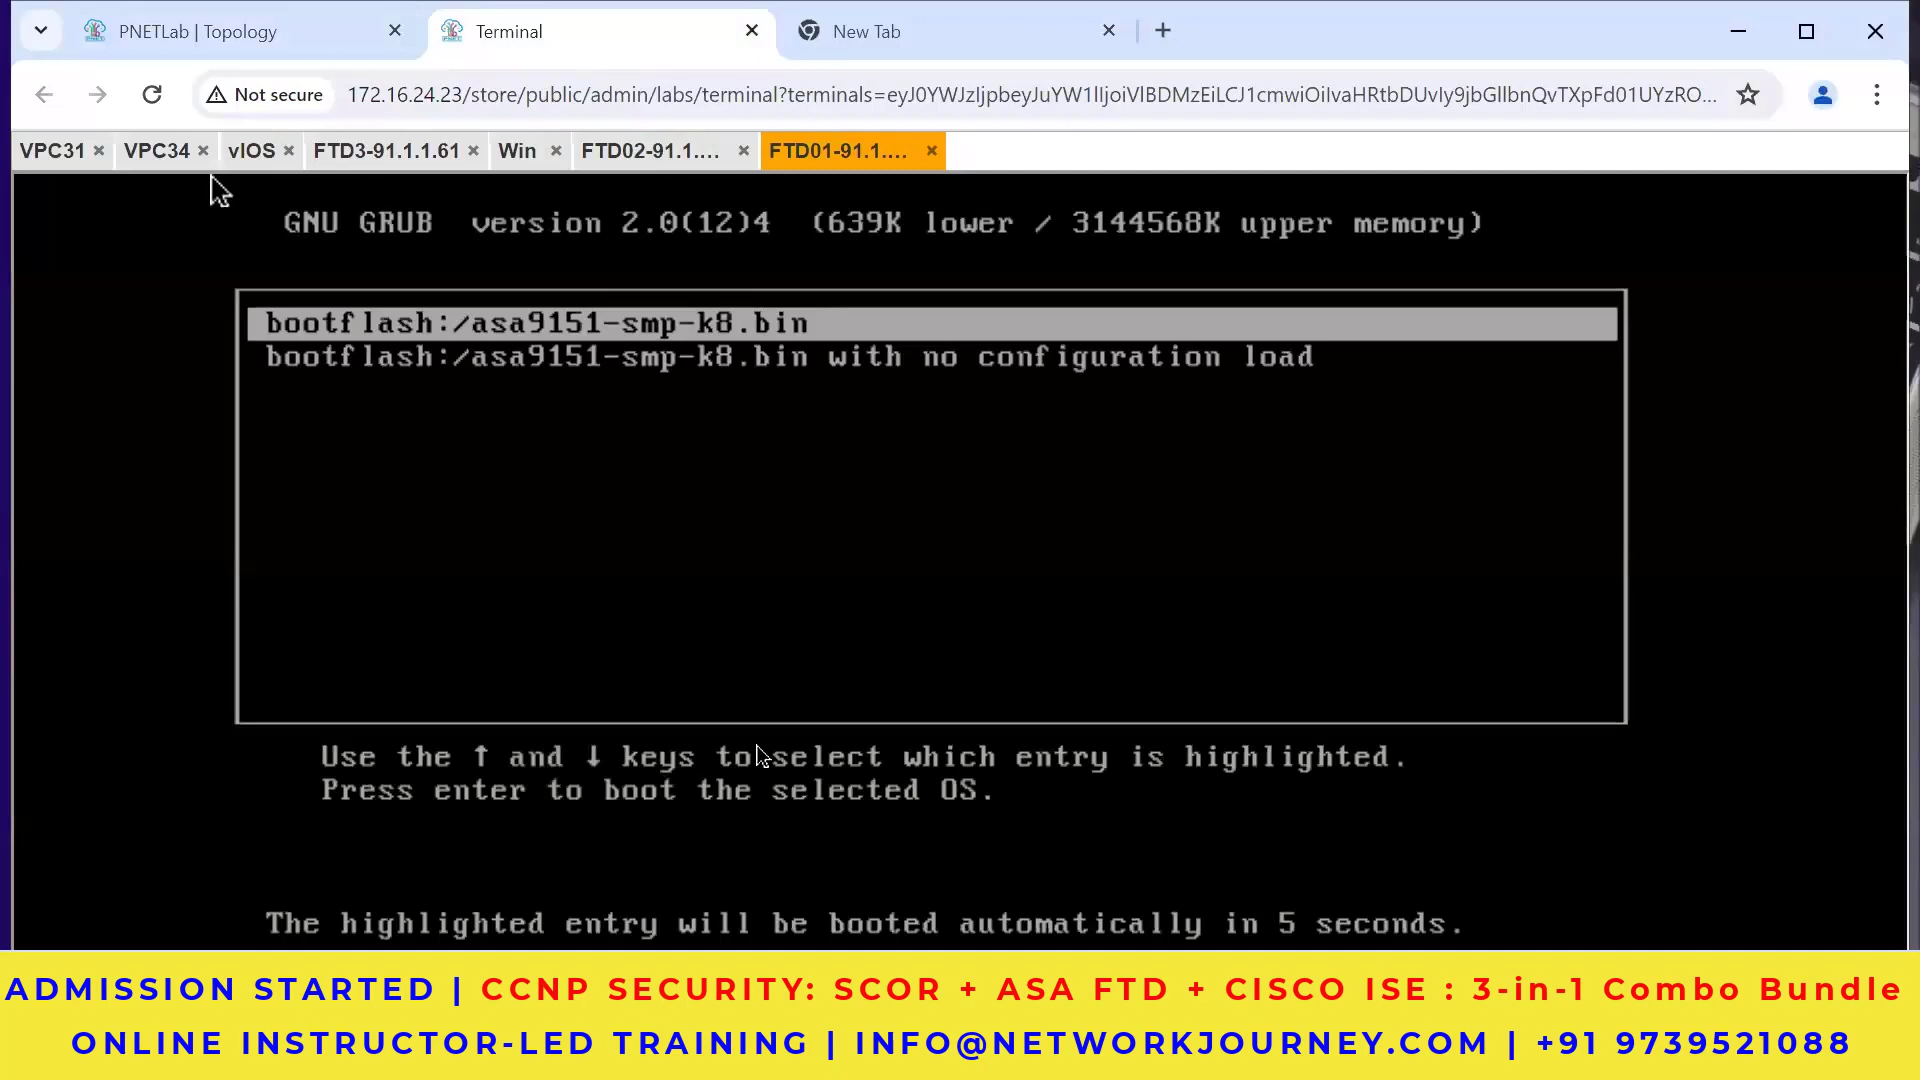 PNETLab | Topology
Terminal
New Tab
Not secure
172.16.24.23/store/public/admin/labs/terminal?terminals=eyJ0YWJzIjpbeyJuYW1lIjoiVlBDMzEiLCJ1cmwiOiIvaHRtbDUvIy9jbGllbnQvTXpFd01UYzRO...
VPC31
VPC34
vIOS
FTD3-91.1.1.61
Win
FTD02-91.1....
FTD01-91.1....
GNU GRUB version 2.0(12)4 (639K lower / 3144568K upper memory)
bootflash:/asa9151-smp-k8.bin
bootflash:/asa9151-smp-k8.bin with no configuration load
Use the ↑ and ↓ keys to select which entry is highlighted.
Press enter to boot the selected OS.
The highlighted entry will be booted automatically in 5 seconds.
ADMISSION STARTED | CCNP SECURITY: SCOR + ASA FTD + CISCO ISE : 3-in-1 Combo Bundle
ONLINE INSTRUCTOR-LED TRAINING | INFO@NETWORKJOURNEY.COM | +91 9739521088